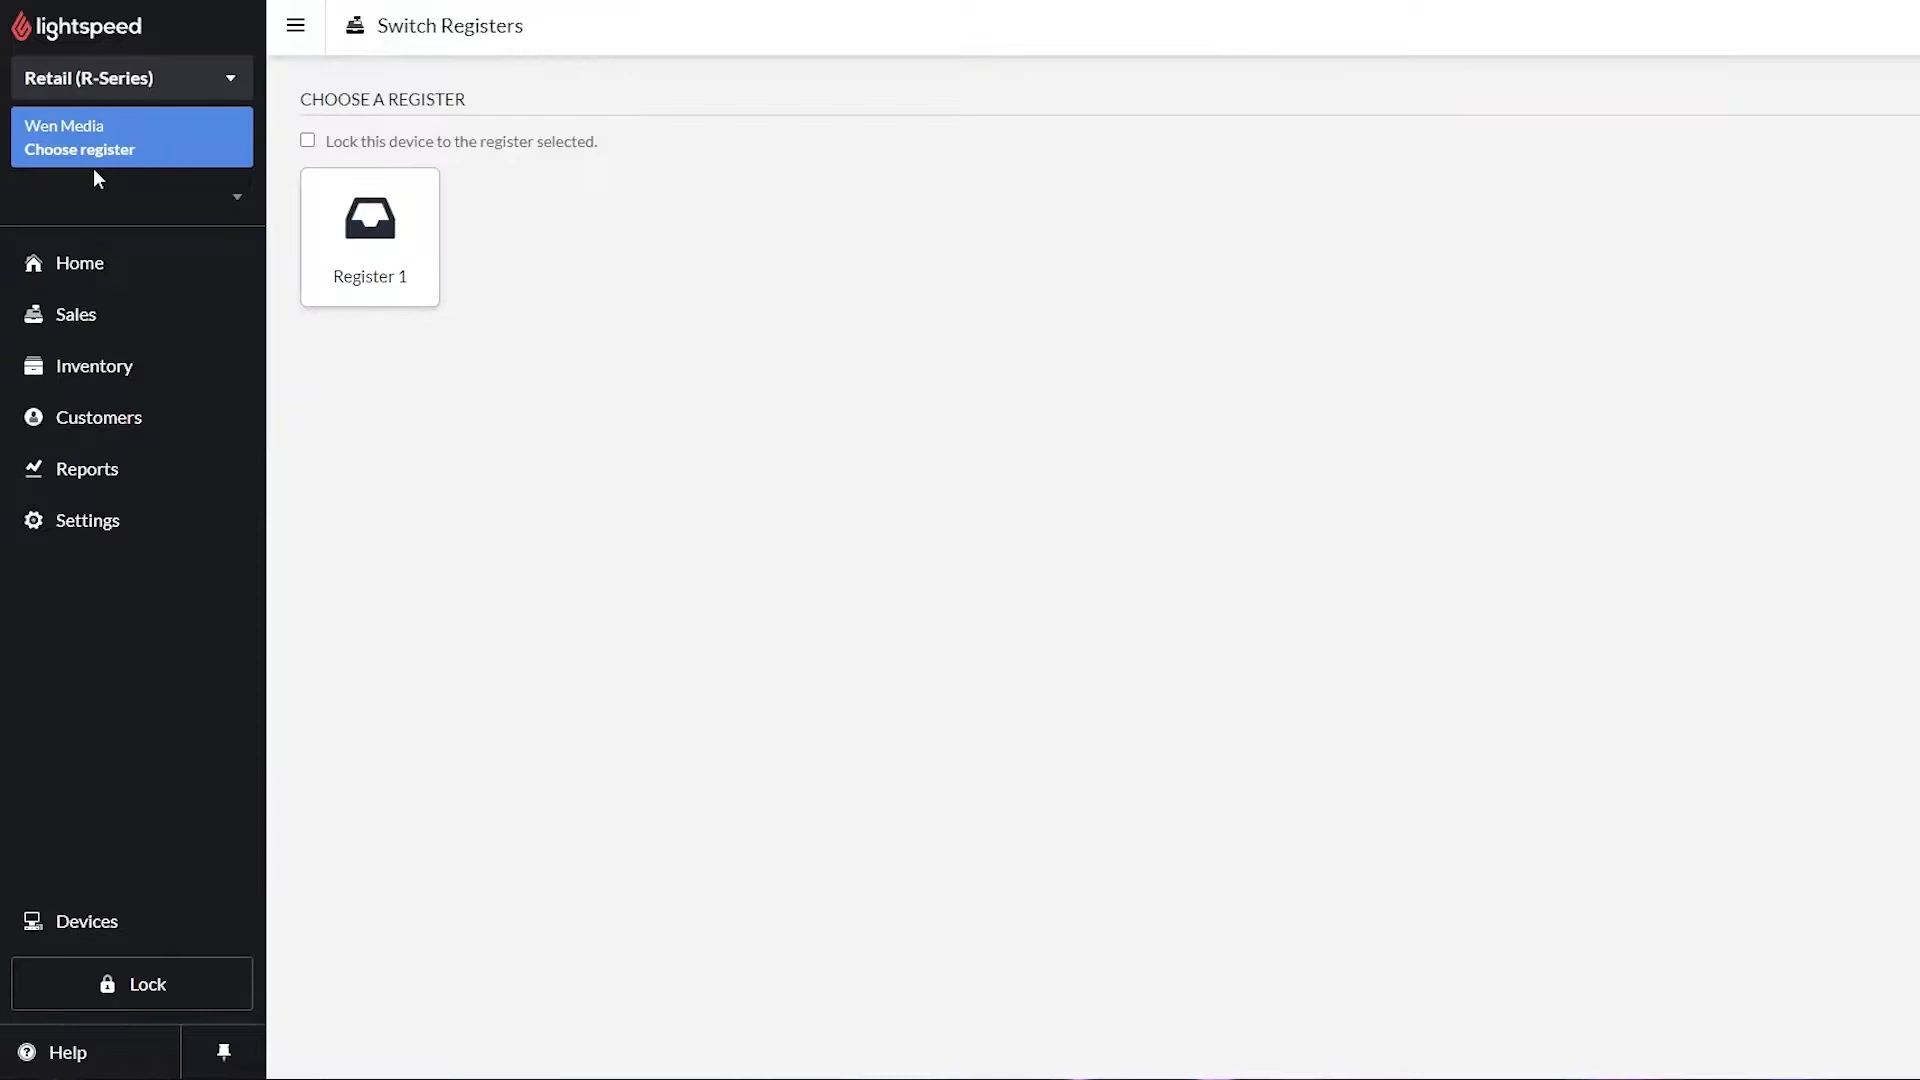 lightspeed
Switch Registers
Retail (R-Series)
Wen Media
Choose register
CHOOSE A REGISTER
Lock this device to the register selected.
Register 1
Home
Sales
Inventory
Customers
Reports
Settings
Devices
Lock
Help